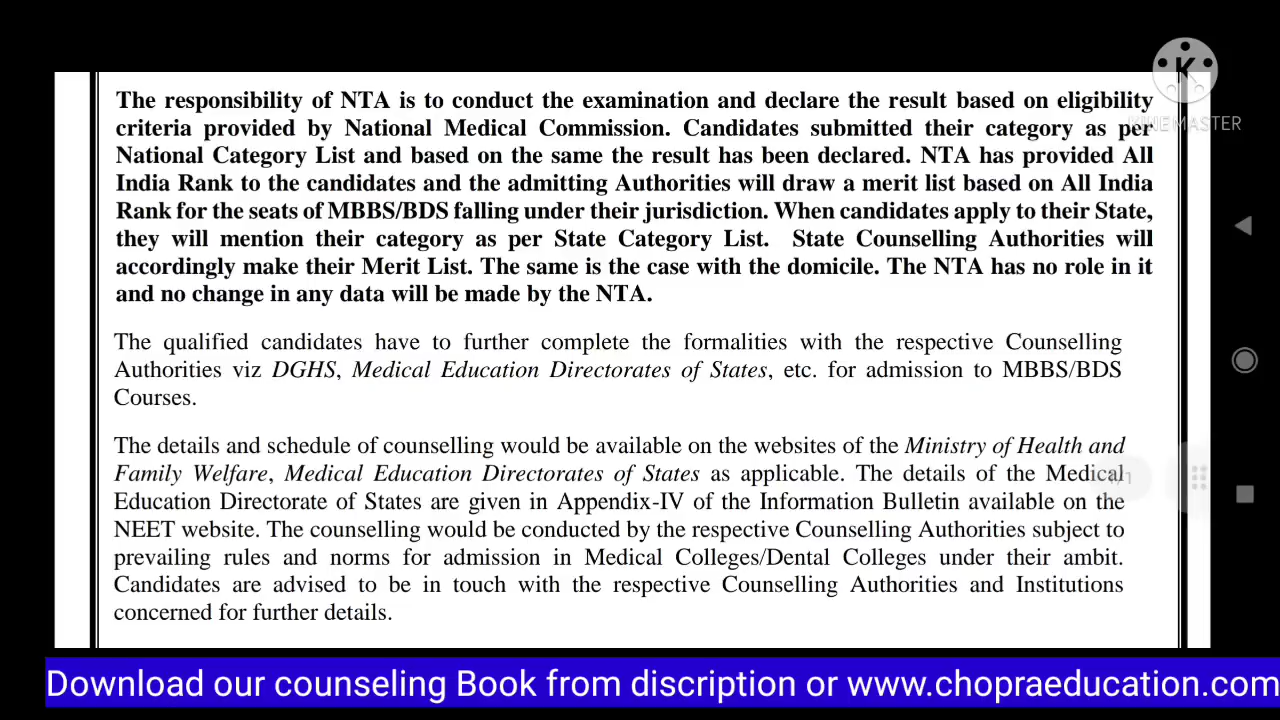 The responsibility of NTA is to conduct the examination and declare the result based on eligibility
criteria provided by National Medical Commission. Candidates submitted their category as per
National Category List and based on the same the result has been declared. NTA has provided All
India Rank to the candidates and the admitting Authorities will draw a merit list based on All India
Rank for the seats of MBBS/BDS falling under their jurisdiction. When candidates apply to their State,
they will mention their category as per State Category List. State Counselling Authorities will
accordingly make their Merit List. The same is the case with the domicile. The NTA has no role in it
and no change in any data will be made by the NTA.
The qualified candidates have to further complete the formalities with the respective Counselling
Authorities viz DGHS, Medical Education Directorates of States, etc. for admission to MBBS/BDS
Courses.
The details and schedule of counselling would be available on the websites of the Ministry of Health and
Family Welfare, Medical Education Directorates of States as applicable. The details of the Medical
Education Directorate of States are given in Appendix-IV of the Information Bulletin available on the
NEET website. The counselling would be conducted by the respective Counselling Authorities subject to
prevailing rules and norms for admission in Medical Colleges/Dental Colleges under their ambit.
Candidates are advised to be in touch with the respective Counselling Authorities and Institutions
concerned for further details.
K
KINEMASTER
Download our counseling Book from discription or www.chopraeducation.com